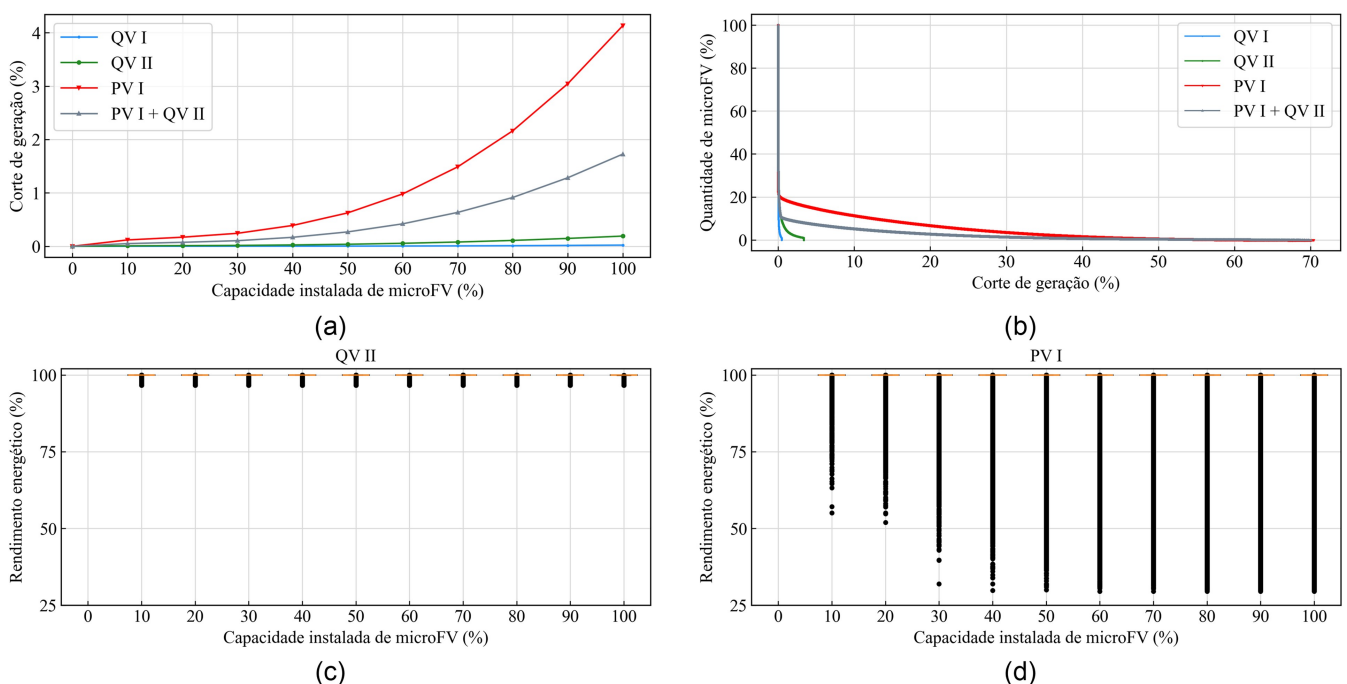 Corte de geração (%)
4
3
2
1
0
QV I
QV II
PV I
PV I + QV II
0 10 20 30 40 50 60 70 80 90 100
Capacidade instalada de microFV (%)
(a)
Quantidade de microFV (%)
100
80
60
40
20
0
QV I
QV II
PV I
PV I + QV II
0 10 20 30 40 50 60 70
Corte de geração (%)
(b)
QV II
Rendimento energético (%)
100
75
50
25
0 10 20 30 40 50 60 70 80 90 100
Capacidade instalada de microFV (%)
(c)
PV I
Rendimento energético (%)
100
75
50
25
0 10 20 30 40 50 60 70 80 90 100
Capacidade instalada de microFV (%)
(d)